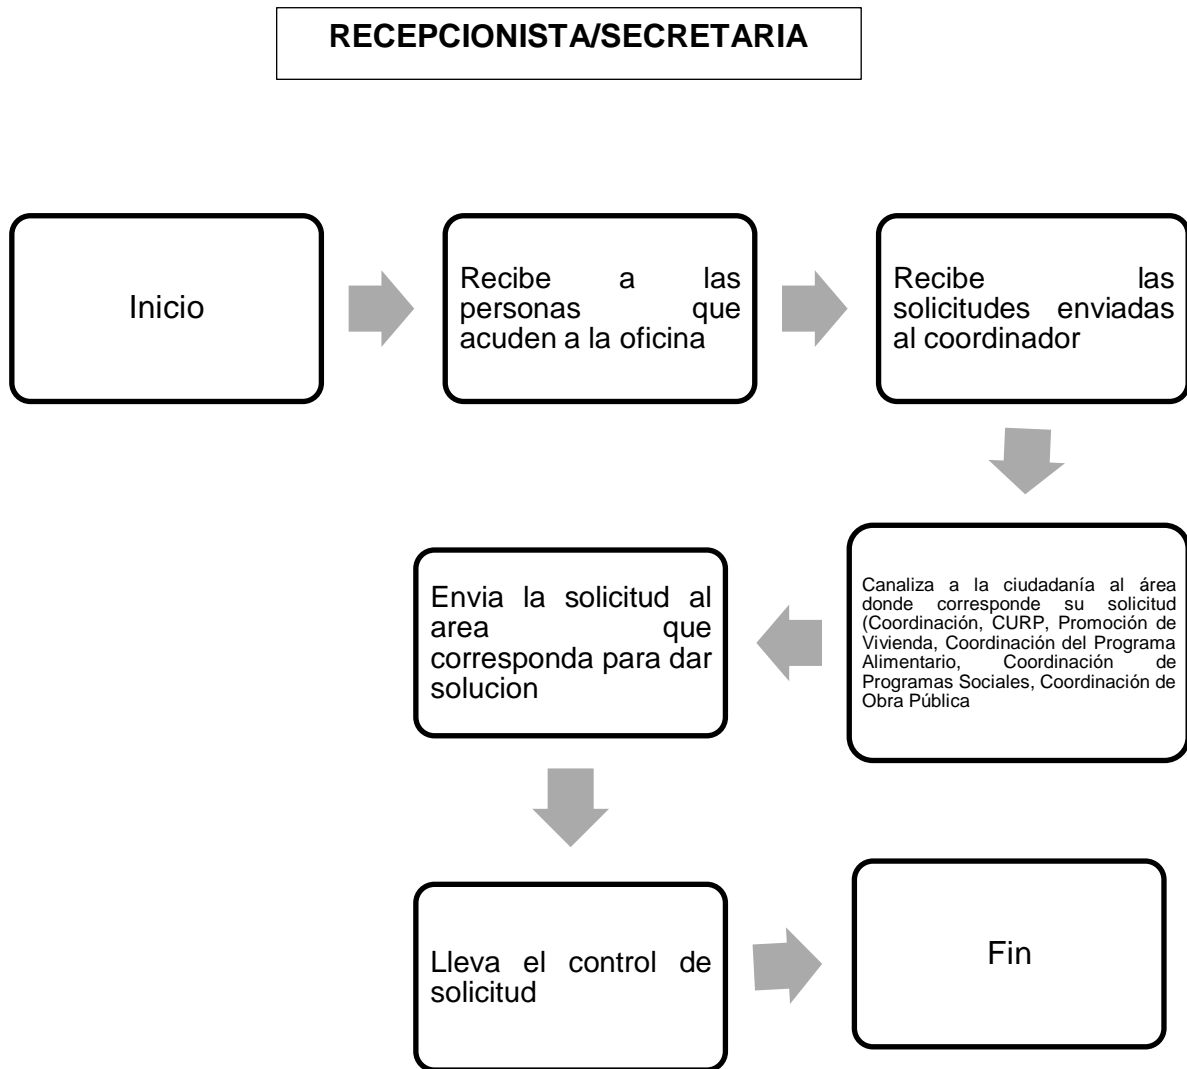 RECEPCIONISTA/SECRETARIA
Inicio
Recibe a las
personas que
acuden a la oficina
Recibe las
solicitudes enviadas
al coordinador
Canaliza a la ciudadanía al área
donde corresponde su solicitud
(Coordinación, CURP, Promoción de
Vivienda, Coordinación del Programa
Alimentario, Coordinación de
Programas Sociales, Coordinación de
Obra Pública
Envia la solicitud al
area que
corresponda para dar
solucion
Lleva el control de
solicitud
Fin